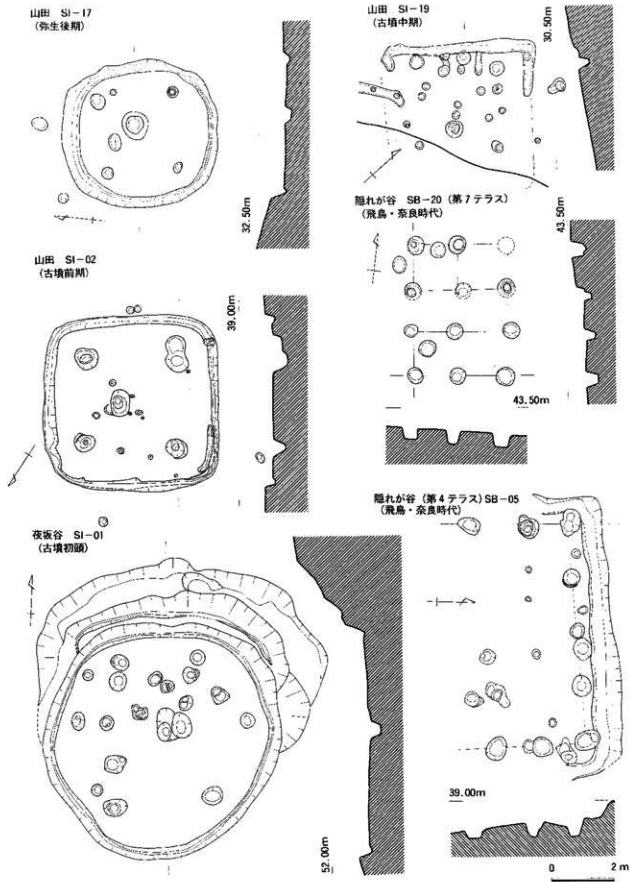 山田 SI-17
(弥生後期)
32.50m
山田 SI-19
(古墳中期)
30.50m
山田 SI-02
(古墳前期)
39.00m
隠れが谷 SB-20 (第7テラス)
(飛鳥・奈良時代)
43.50m
43.50m
夜坂谷 SI-01
(古墳初頭)
52.00m
隠れが谷 (第4テラス) SB-05
(飛鳥・奈良時代)
39.00m
0 2 m